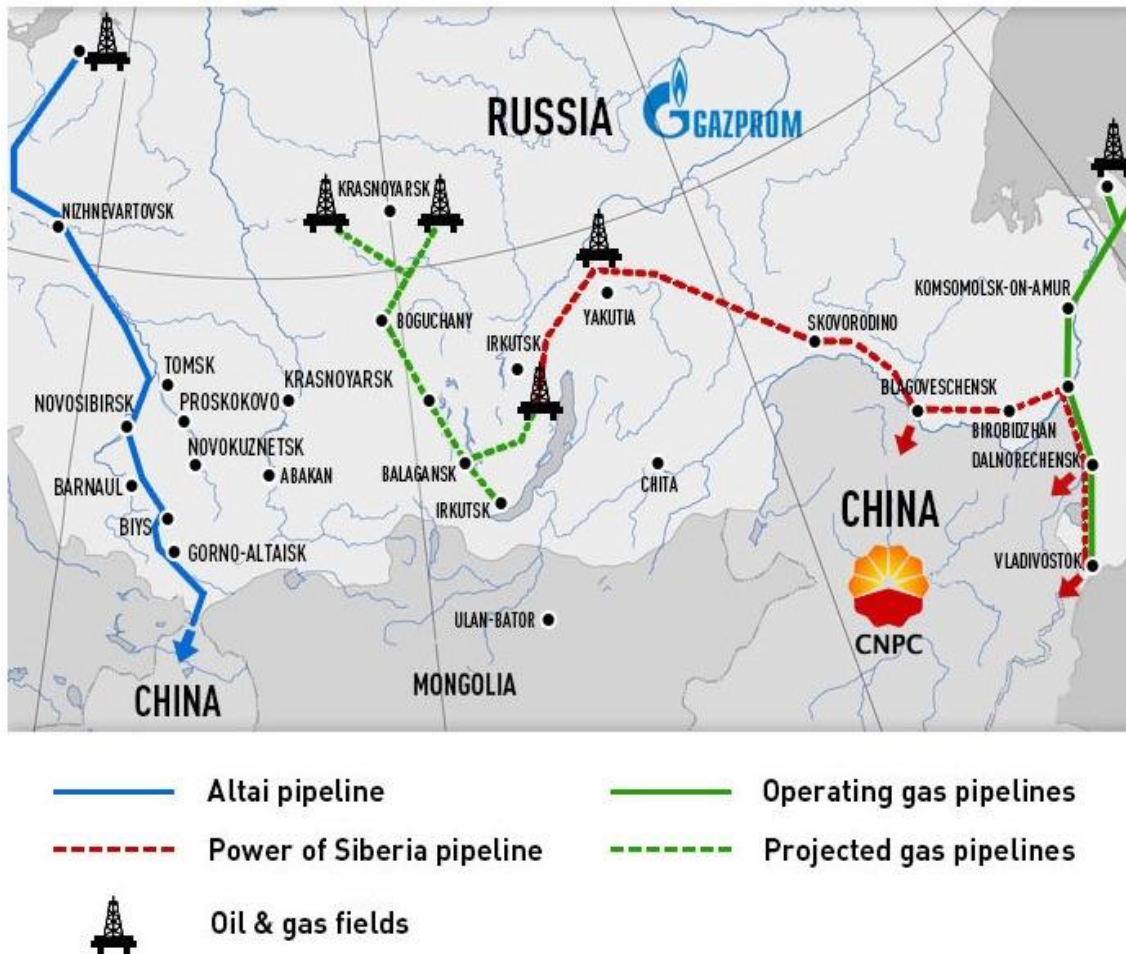 RUSSIA
GAZPROM
KRASNOYARSK
NIZHNEVARTOVSK
KOMSOMOLSK-ON-AMUR
YAKUTIA
BOGUCHANY
SKOVORODINO
IRKUTSK
TOMSK
KRASNOYARSK
BLAGOVESCHENSK
NOVOSIBIRSK
PROSKOKOVO
BIROBIDZHAN
NOVOKUZNETSK
DALNORECHENSK
BARNAUL
ABAKAN
BALAGANSK
CHITA
IRKUTSK
CHINA
BIYS
GORNO-ALTAISK
VLADIVOSTOK
ULAN-BATOR
CNPC
MONGOLIA
CHINA
Altai pipeline
Operating gas pipelines
Power of Siberia pipeline
Projected gas pipelines
Oil & gas fields